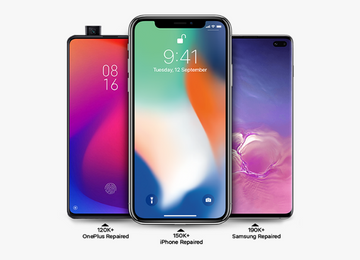 08
16
9:41
Tuesday, 12 September
120K+
OnePlus Repaired
150K+
iPhone Repaired
190K+
Samsung Repaired